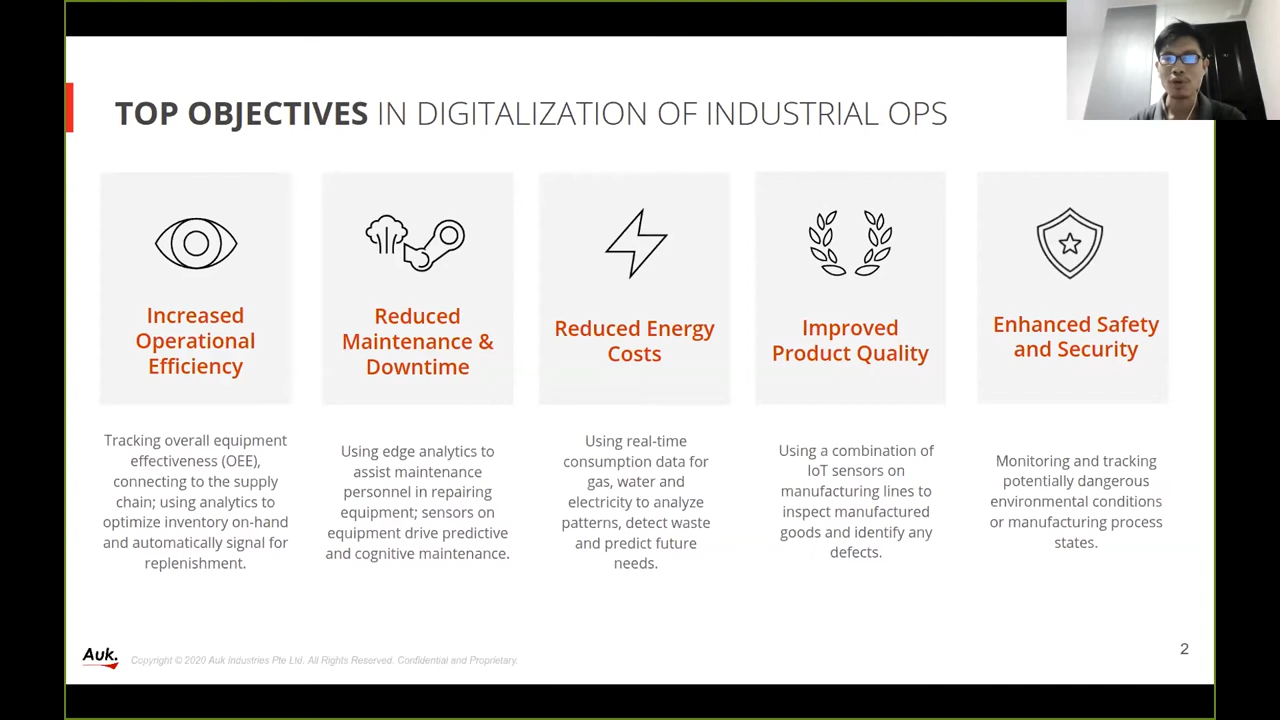 TOP OBJECTIVES IN DIGITALIZATION OF INDUSTRIAL OPS
Increased
Operational
Efficiency
Tracking overall equipment
effectiveness (OEE),
connecting to the supply
chain; using analytics to
optimize inventory on-hand
and automatically signal for
replenishment.
Reduced
Maintenance &
Downtime
Using edge analytics to
assist maintenance
personnel in repairing
equipment; sensors on
equipment drive predictive
and cognitive maintenance.
Reduced Energy
Costs
Using real-time
consumption data for
gas, water and
electricity to analyze
patterns, detect waste
and predict future
needs.
Improved
Product Quality
Using a combination of
IoT sensors on
manufacturing lines to
inspect manufactured
goods and identify any
defects.
Enhanced Safety
and Security
Monitoring and tracking
potentially dangerous
environmental conditions
or manufacturing process
states.
Auk.
Copyright © 2020 Auk Industries Pte Ltd. All Rights Reserved. Confidential and Proprietary.
2